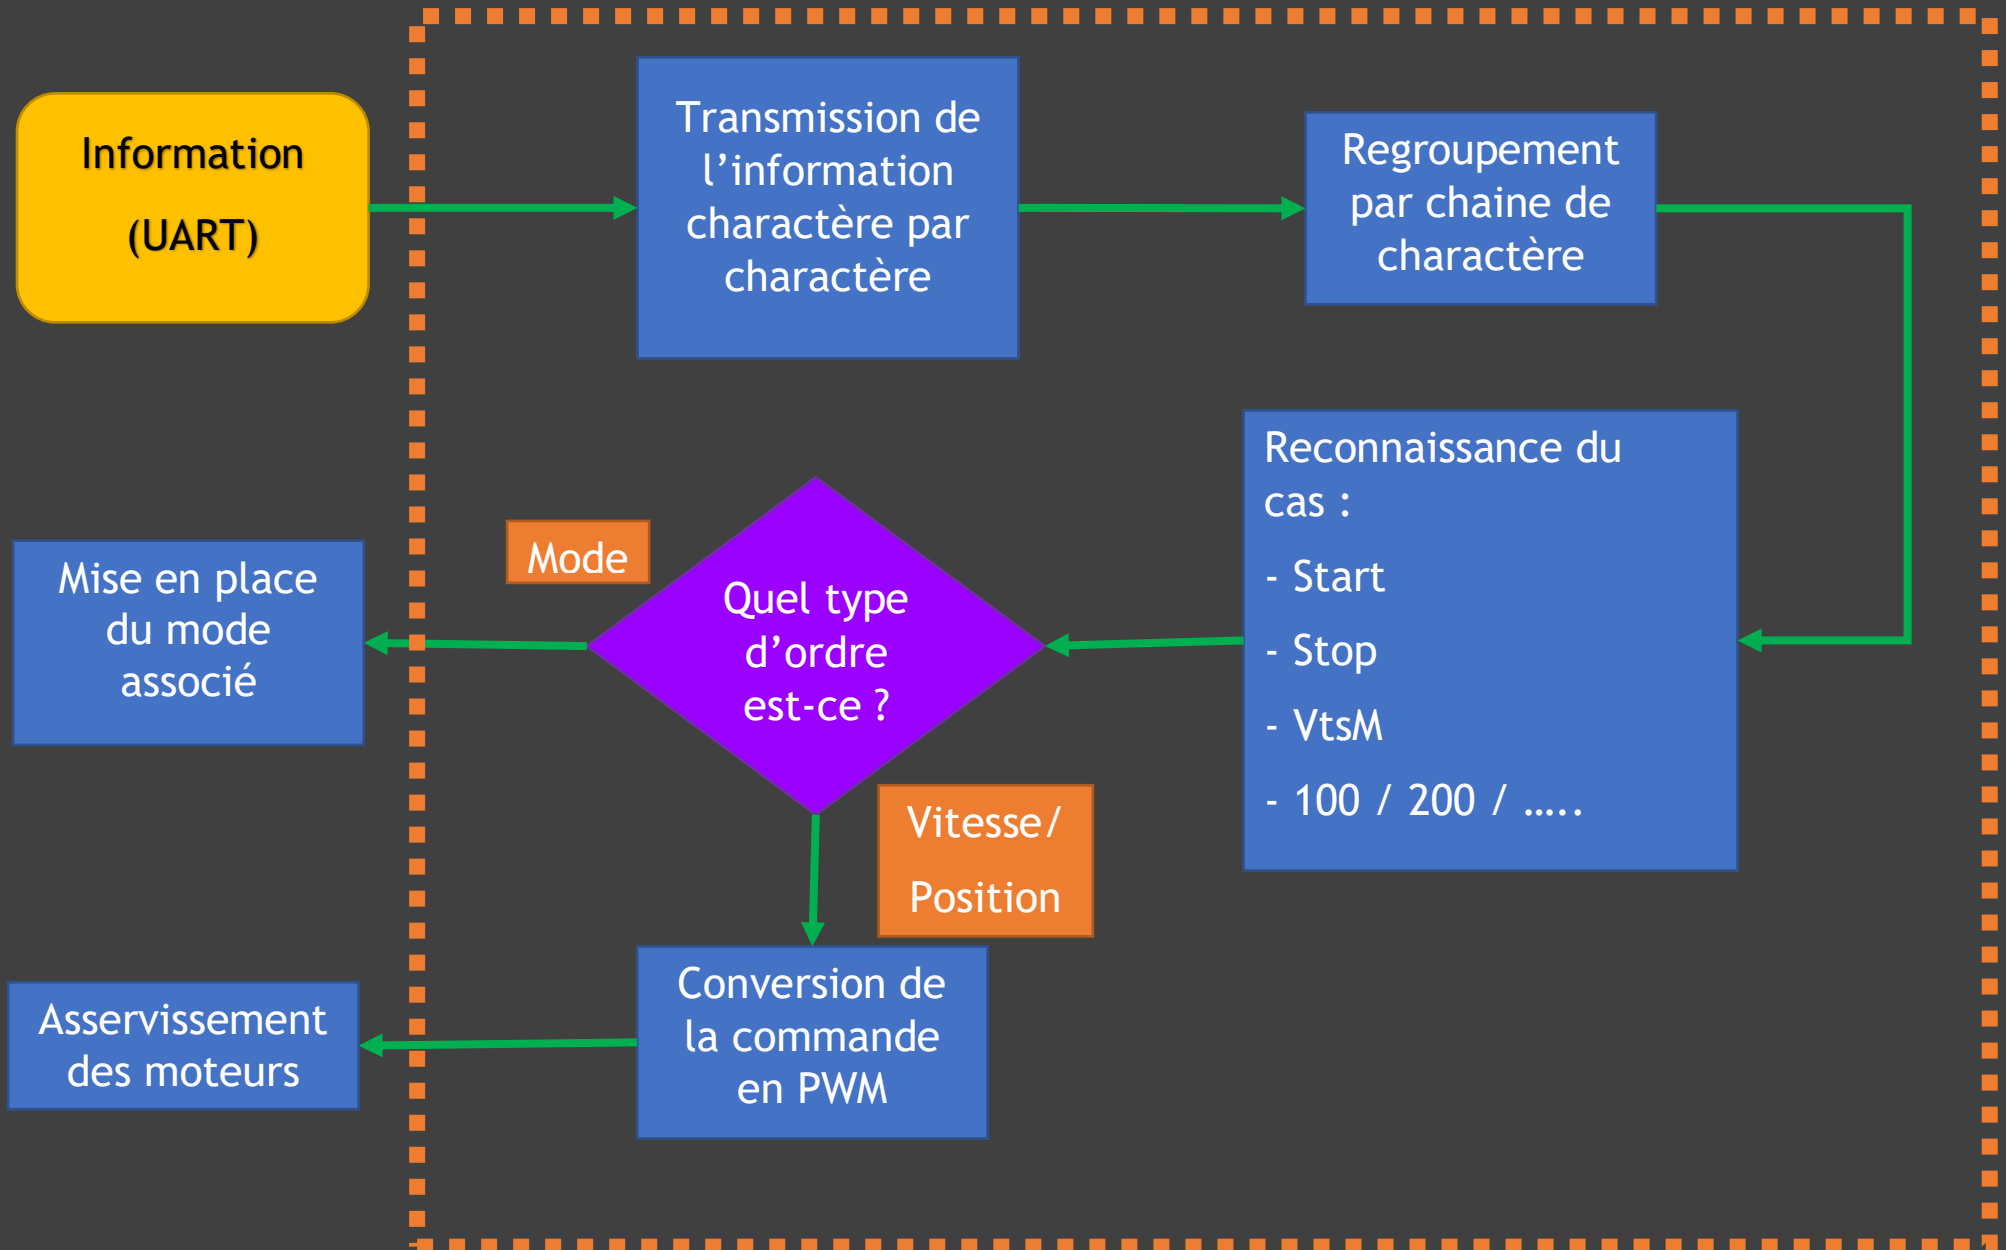 Information
(UART)
Transmission de
l’information
charactère par
charactère
Regroupement
par chaine de
charactère
Reconnaissance du
cas :
- Start
- Stop
- VtsM
- 100 / 200 / …..
Quel type
d’ordre
est-ce ?
Mode
Mise en place
du mode
associé
Vitesse/
Position
Conversion de
la commande
en PWM
Asservissement
des moteurs